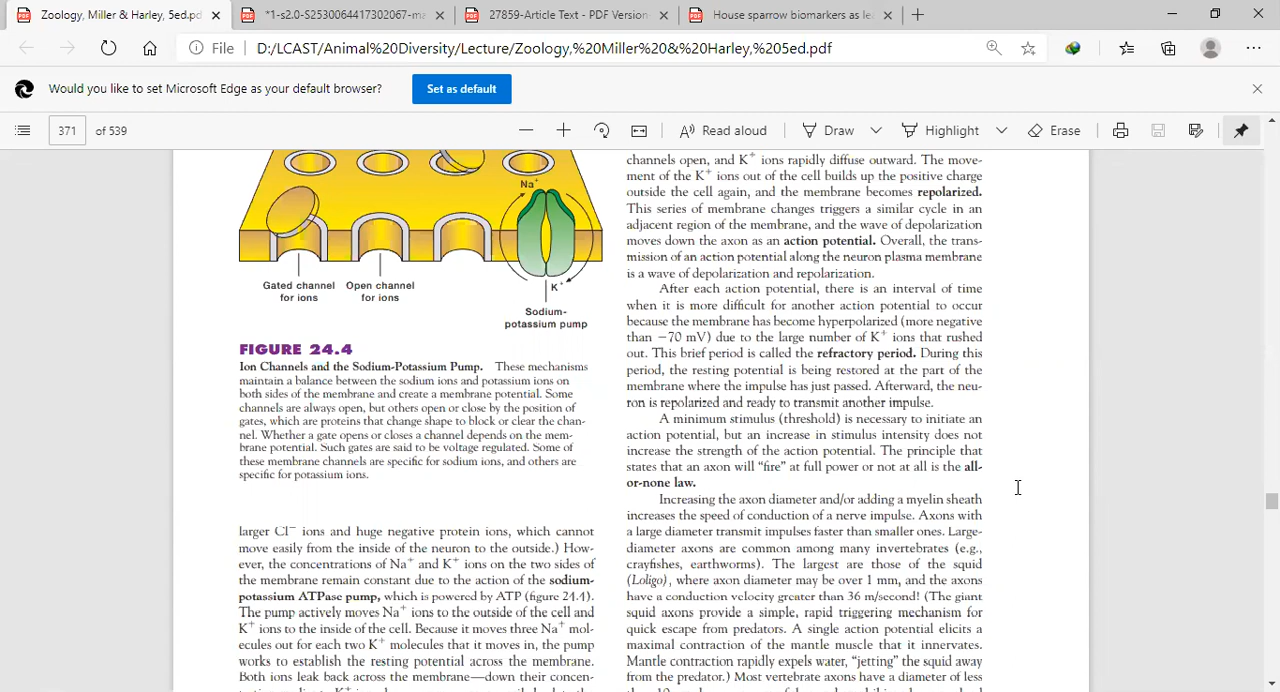 Zoology, Miller & Harley, 5ed.pdf
*1-s2.0-S2530064417302067-ma
27859-Article Text - PDF Version
House sparrow biomarkers as le
File
D:/LCAST/Animal%20Diversity/Lecture/Zoology,%20Miller%20&%20Harley,%205ed.pdf
Would you like to set Microsoft Edge as your default browser?
Set as default
371
of 539
Read aloud
Draw
Highlight
Erase
Na+
K+
Gated channel
for ions
Open channel
for ions
Sodium-
potassium pump
FIGURE 24.4
Ion Channels and the Sodium-Potassium Pump. These mechanisms
maintain a balance between the sodium ions and potassium ions on
both sides of the membrane and create a membrane potential. Some
channels are always open, but others open or close by the position of
gates, which are proteins that change shape to block or clear the chan-
nel. Whether a gate opens or closes a channel depends on the mem-
brane potential. Such gates are said to be voltage regulated. Some of
these membrane channels are specific for sodium ions, and others are
specific for potassium ions.
larger Cl− ions and huge negative protein ions, which cannot
move easily from the inside of the neuron to the outside.) How-
ever, the concentrations of Na+ and K+ ions on the two sides of
the membrane remain constant due to the action of the sodium-
potassium ATPase pump, which is powered by ATP (figure 24.4).
The pump actively moves Na+ ions to the outside of the cell and
K+ ions to the inside of the cell. Because it moves three Na+ mol-
ecules out for each two K+ molecules that it moves in, the pump
works to establish the resting potential across the membrane.
Both ions leak back across the membrane—down their concen-
channels open, and K+ ions rapidly diffuse outward. The move-
ment of the K+ ions out of the cell builds up the positive charge
outside the cell again, and the membrane becomes repolarized.
This series of membrane changes triggers a similar cycle in an
adjacent region of the membrane, and the wave of depolarization
moves down the axon as an action potential. Overall, the trans-
mission of an action potential along the neuron plasma membrane
is a wave of depolarization and repolarization.
After each action potential, there is an interval of time
when it is more difficult for another action potential to occur
because the membrane has become hyperpolarized (more negative
than −70 mV) due to the large number of K+ ions that rushed
out. This brief period is called the refractory period. During this
period, the resting potential is being restored at the part of the
membrane where the impulse has just passed. Afterward, the neu-
ron is repolarized and ready to transmit another impulse.
A minimum stimulus (threshold) is necessary to initiate an
action potential, but an increase in stimulus intensity does not
increase the strength of the action potential. The principle that
states that an axon will “fire” at full power or not at all is the all-
or-none law.
Increasing the axon diameter and/or adding a myelin sheath
increases the speed of conduction of a nerve impulse. Axons with
a large diameter transmit impulses faster than smaller ones. Large-
diameter axons are common among many invertebrates (e.g.,
crayfishes, earthworms). The largest are those of the squid
(Loligo), where axon diameter may be over 1 mm, and the axons
have a conduction velocity greater than 36 m/second! (The giant
squid axons provide a simple, rapid triggering mechanism for
quick escape from predators. A single action potential elicits a
maximal contraction of the mantle muscle that it innervates.
Mantle contraction rapidly expels water, “jetting” the squid away
from the predator.) Most vertebrate axons have a diameter of less